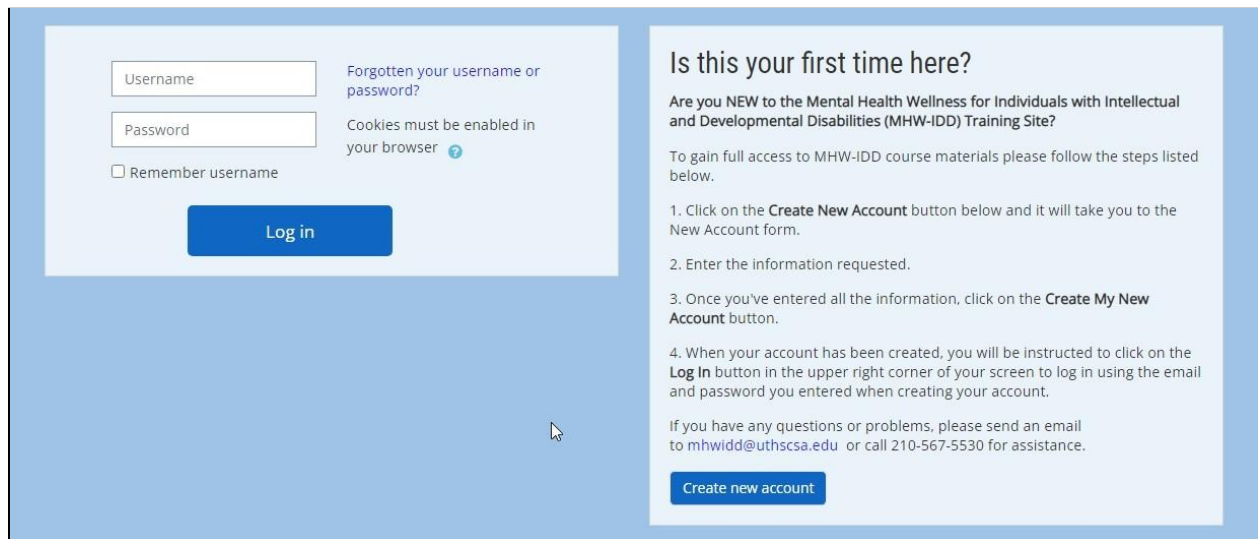 Username
Forgotten your username or
password?
Password
Cookies must be enabled in
your browser ?
Remember username
Log in
Is this your first time here?
Are you NEW to the Mental Health Wellness for Individuals with Intellectual
and Developmental Disabilities (MHW-IDD) Training Site?
To gain full access to MHW-IDD course materials please follow the steps listed
below.
1. Click on the Create New Account button below and it will take you to the
New Account form.
2. Enter the information requested.
3. Once you've entered all the information, click on the Create My New
Account button.
4. When your account has been created, you will be instructed to click on the
Log In button in the upper right corner of your screen to log in using the email
and password you entered when creating your account.
If you have any questions or problems, please send an email
to mhwidd@uthscsa.edu or call 210-567-5530 for assistance.
Create new account